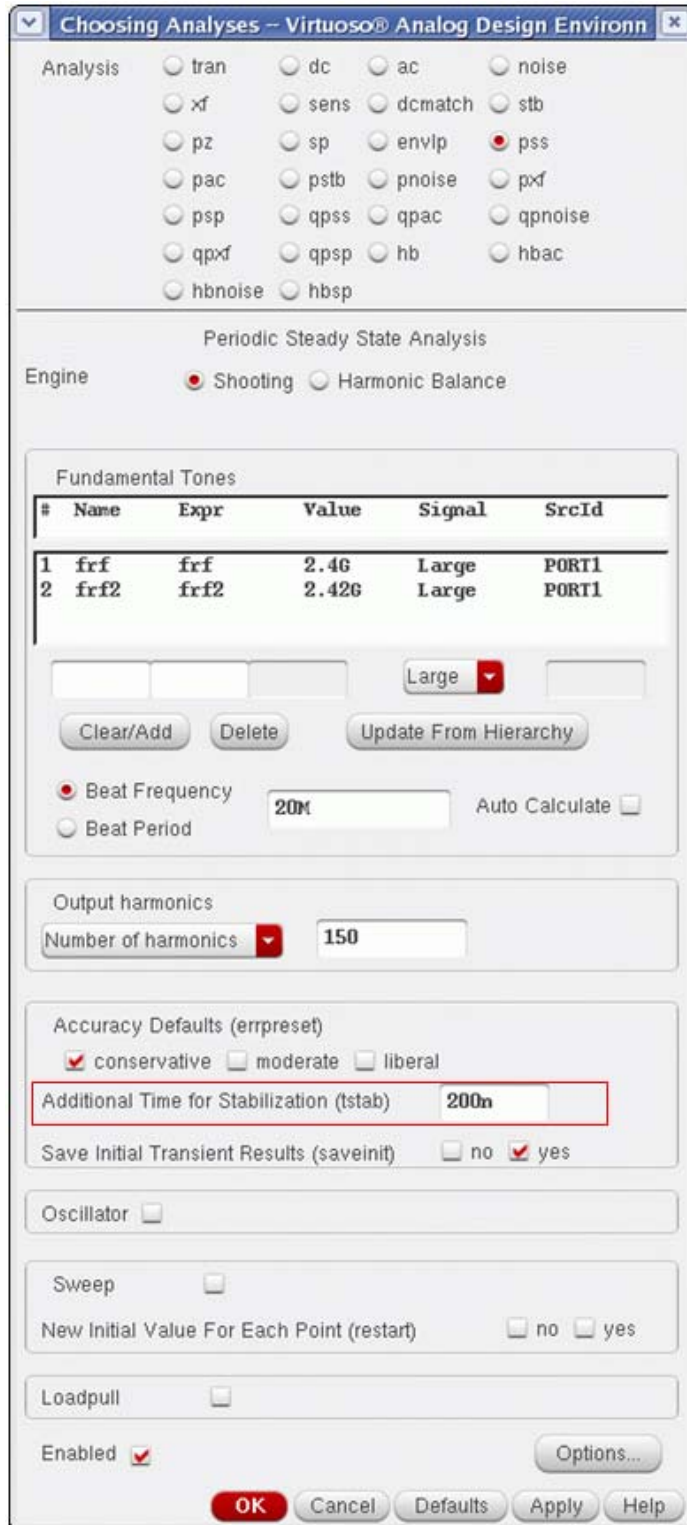 Choosing Analyses -- Virtuoso® Analog Design Environn
Analysis tran dc ac noise
xf sens dcmatch stb
pz sp envlp pss
pac pstb pnoise pxf
psp qpss qpac qpnoise
qpxf qpsp hb hbac
hbnoise hbsp
Periodic Steady State Analysis
Engine Shooting Harmonic Balance
Fundamental Tones
# Name Expr Value Signal SrcId
1 frf frf 2.4G Large PORT1
2 frf2 frf2 2.42G Large PORT1
Large
Clear/Add Delete Update From Hierarchy
Beat Frequency 20M Auto Calculate
Beat Period
Output harmonics
Number of harmonics 150
Accuracy Defaults (errpreset)
conservative moderate liberal
Additional Time for Stabilization (tstab) 200n
Save Initial Transient Results (saveinit) no yes
Oscillator
Sweep
New Initial Value For Each Point (restart) no yes
Loadpull
Enabled Options...
OK Cancel Defaults Apply Help